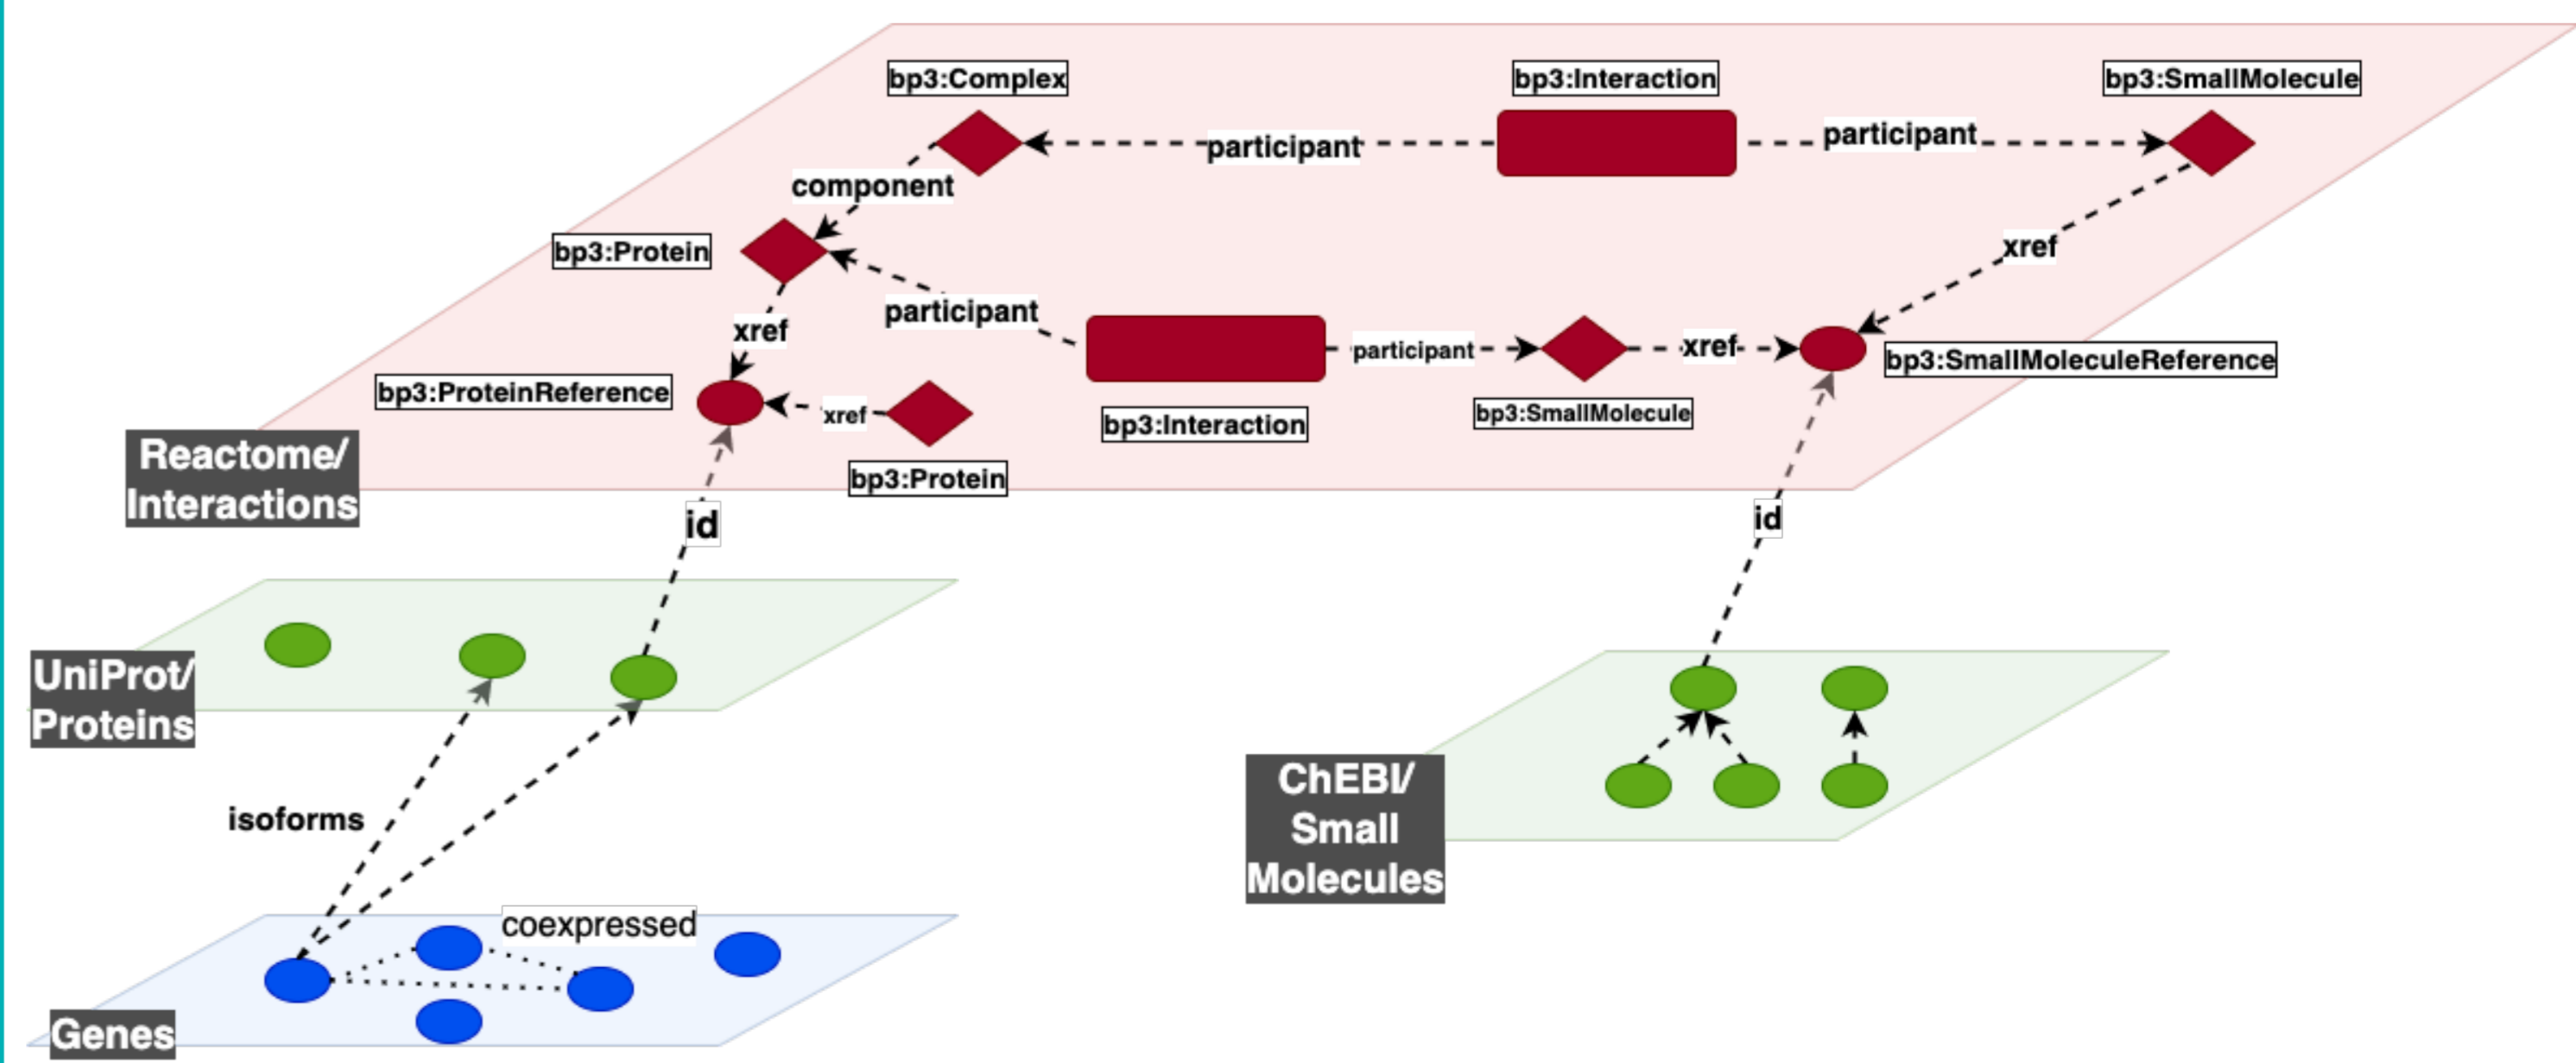 bp3:Complex
bp3:Interaction
bp3:SmallMolecule
participant
participant
component
bp3:Protein
xref
participant
xref
participant
xref
bp3:SmallMoleculeReference
bp3:ProteinReference
xref
bp3:Interaction
bp3:SmallMolecule
bp3:Protein
Reactome/
Interactions
id
id
UniProt/
Proteins
isoforms
ChEBI/
Small
Molecules
coexpressed
Genes